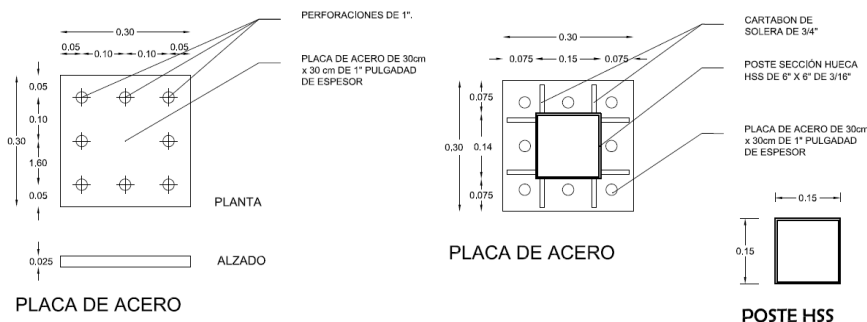 0.30
0.05
0.10
0.10
0.05
0.05
0.10
0.30
1.60
0.05
PERFORACIONES DE 1".
PLACA DE ACERO DE 30cm
x 30 cm DE 1" PULGADAD
DE ESPESOR
PLANTA
0.025
ALZADO
PLACA DE ACERO
0.30
0.075
0.15
0.075
0.075
0.30
0.14
0.075
CARTABON DE
SOLERA DE 3/4"
POSTE SECCIÓN HUECA
HSS DE 6" X 6" DE 3/16"
PLACA DE ACERO DE 30cm
x 30cm DE 1" PULGADAD
DE ESPESOR
PLACA DE ACERO
0.15
0.15
POSTE HSS